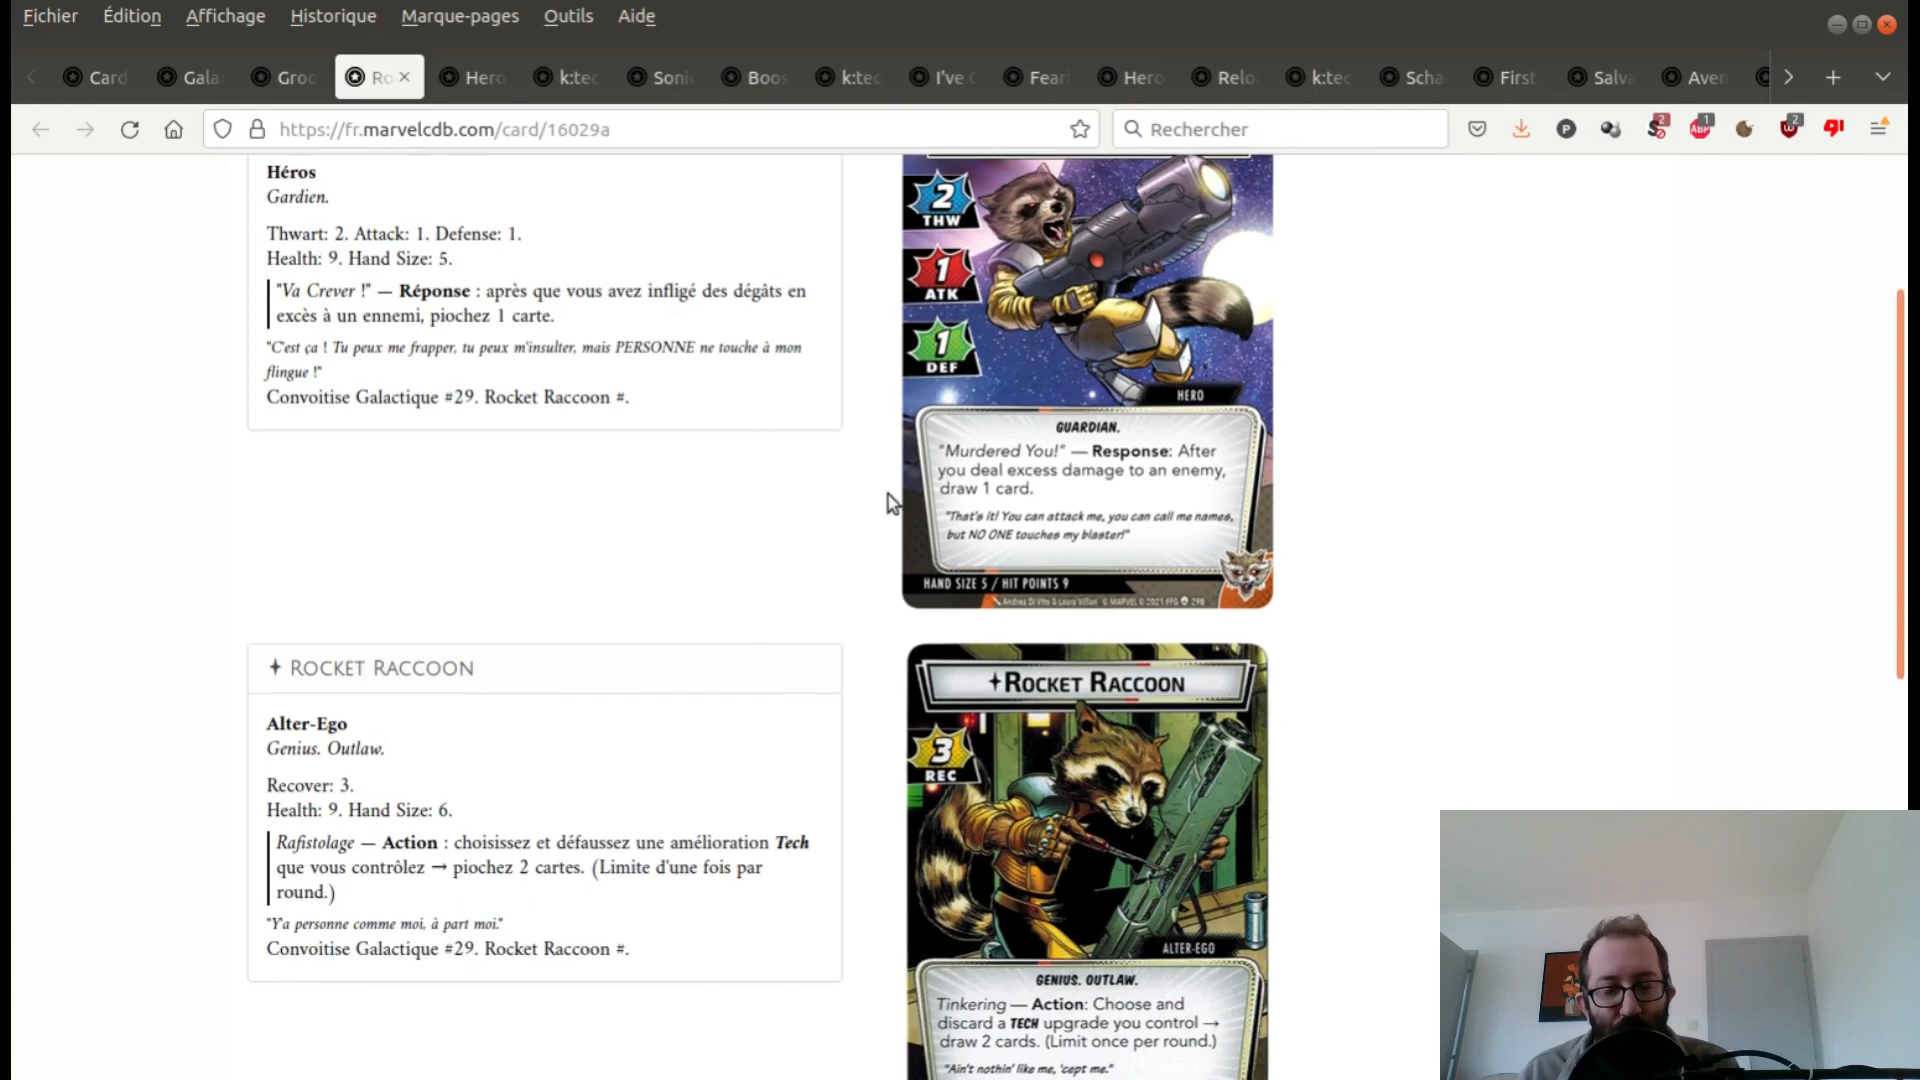 Fichier Édition Affichage Historique Marque-pages Outils Aide
Card Gala Groo Ro Hero k:tec Soni Boos k:tec I've Fear Hero Relo k:tec Scha First Salva Aven
https://fr.marvelcdb.com/card/16029a
Rechercher
Héros
Gardien.
Thwart: 2. Attack: 1. Defense: 1.
Health: 9. Hand Size: 5.
"Va Crever !" — Réponse : après que vous avez infligé des dégâts en
excès à un ennemi, piochez 1 carte.
"C'est ça ! Tu peux me frapper, tu peux m'insulter, mais PERSONNE ne touche à mon
flingue !"
Convoitise Galactique #29. Rocket Raccoon #.
2
THW
1
ATK
1
DEF
HERO
GUARDIAN.
"Murdered You!" — Response: After
you deal excess damage to an enemy,
draw 1 card.
"That's it! You can attack me, you can call me names,
but NO ONE touches my blaster!"
HAND SIZE 5 / HIT POINTS 9
Andrea Di Vito & Laura Villari © MARVEL © 2021 FFG 29B
ROCKET RACCOON
Alter-Ego
Genius. Outlaw.
Recover: 3.
Health: 9. Hand Size: 6.
Rafistolage — Action : choisissez et défaussez une amélioration Tech
que vous contrôlez → piochez 2 cartes. (Limite d'une fois par
round.)
"Y'a personne comme moi, à part moi."
Convoitise Galactique #29. Rocket Raccoon #.
ROCKET RACCOON
3
REC
ALTER-EGO
GENIUS. OUTLAW.
Tinkering — Action: Choose and
discard a TECH upgrade you control →
draw 2 cards. (Limit once per round.)
"Ain't nothin' like me, 'cept me."